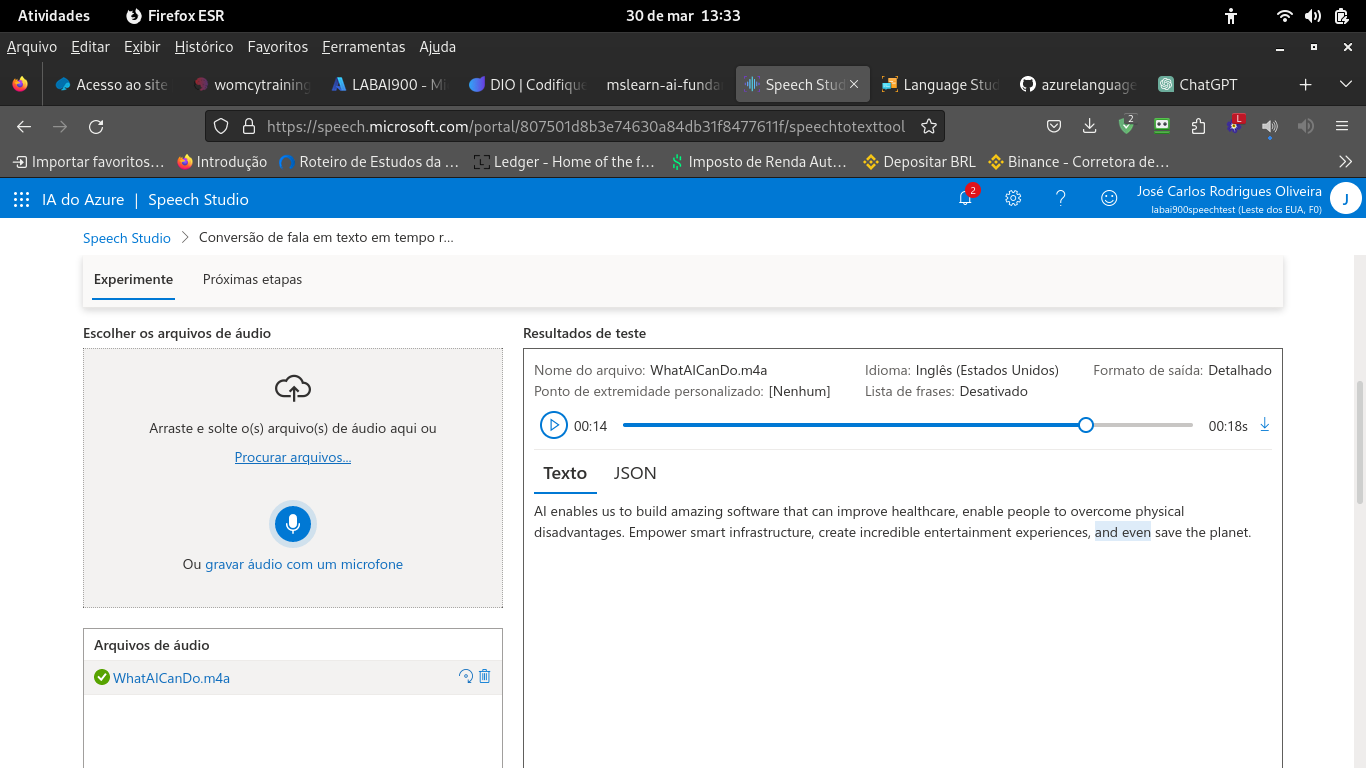 Atividades Firefox ESR 30 de mar 13:33
Arquivo Editar Exibir Histórico Favoritos Ferramentas Ajuda
Acesso ao site womcytraining LABAI900 - Mi DIO | Codifique mslearn-ai-funda Speech Stud Language Stud azurelanguage ChatGPT
https://speech.microsoft.com/portal/807501d8b3e74630a84db31f8477611f/speechtotexttool 2 L
Importar favoritos… Introdução Roteiro de Estudos da … Ledger - Home of the f… Imposto de Renda Aut… Depositar BRL Binance - Corretora de…
IA do Azure | Speech Studio 2 José Carlos Rodrigues Oliveira J
labai900speechtest (Leste dos EUA, F0)
Speech Studio Conversão de fala em texto em tempo r...
Experimente Próximas etapas
Escolher os arquivos de áudio
Arraste e solte o(s) arquivo(s) de áudio aqui ou
Procurar arquivos...
Ou gravar áudio com um microfone
Arquivos de áudio
WhatAICanDo.m4a
Resultados de teste
Nome do arquivo: WhatAICanDo.m4a Idioma: Inglês (Estados Unidos) Formato de saída: Detalhado
Ponto de extremidade personalizado: [Nenhum] Lista de frases: Desativado
00:14 00:18s
Texto JSON
AI enables us to build amazing software that can improve healthcare, enable people to overcome physical
disadvantages. Empower smart infrastructure, create incredible entertainment experiences, and even save the planet.